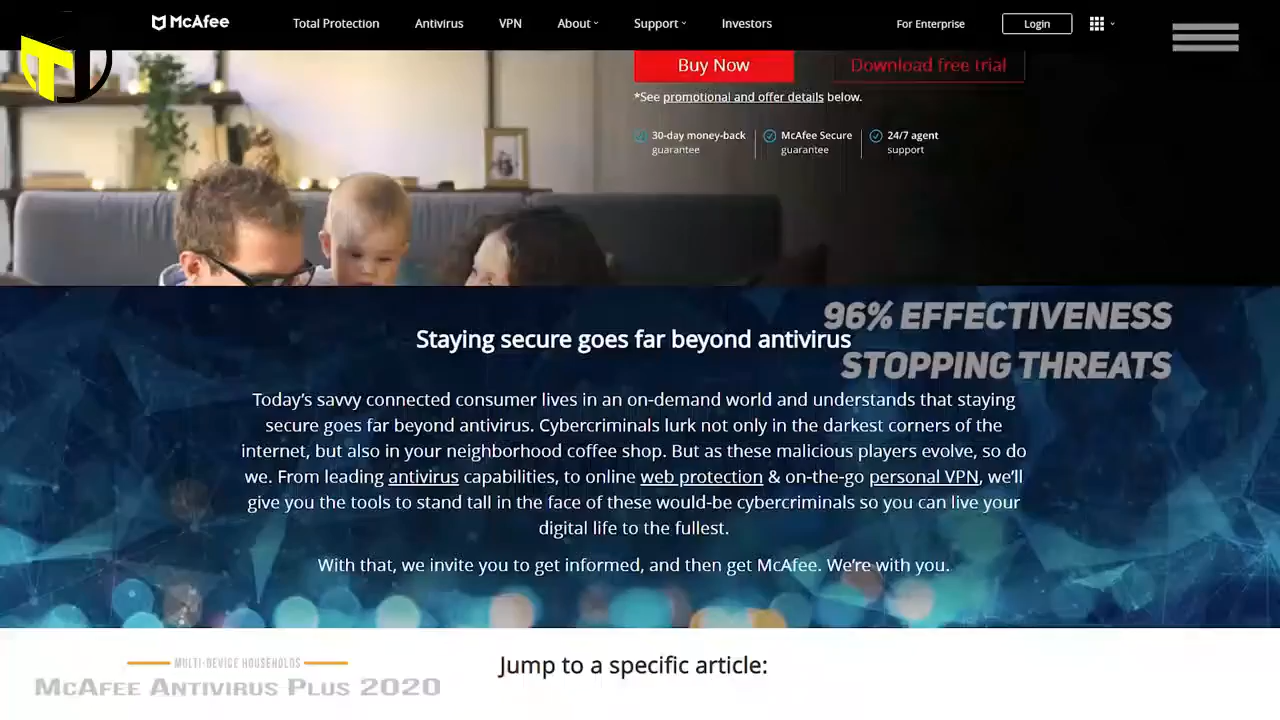 McAfee
Total Protection
Antivirus
VPN
About
Support
Investors
For Enterprise
Login
Buy Now
Download free trial
*See promotional and offer details below.
30-day money-back
guarantee
McAfee Secure
guarantee
24/7 agent
support
96% EFFECTIVENESS
STOPPING THREATS
Staying secure goes far beyond antivirus
Today's savvy connected consumer lives in an on-demand world and understands that staying
secure goes far beyond antivirus. Cybercriminals lurk not only in the darkest corners of the
internet, but also in your neighborhood coffee shop. But as these malicious players evolve, so do
we. From leading antivirus capabilities, to online web protection & on-the-go personal VPN, we'll
give you the tools to stand tall in the face of these would-be cybercriminals so you can live your
digital life to the fullest.
With that, we invite you to get informed, and then get McAfee. We're with you.
Jump to a specific article:
MULTI-DEVICE HOUSEHOLDS
MCAFEE ANTIVIRUS PLUS 2020